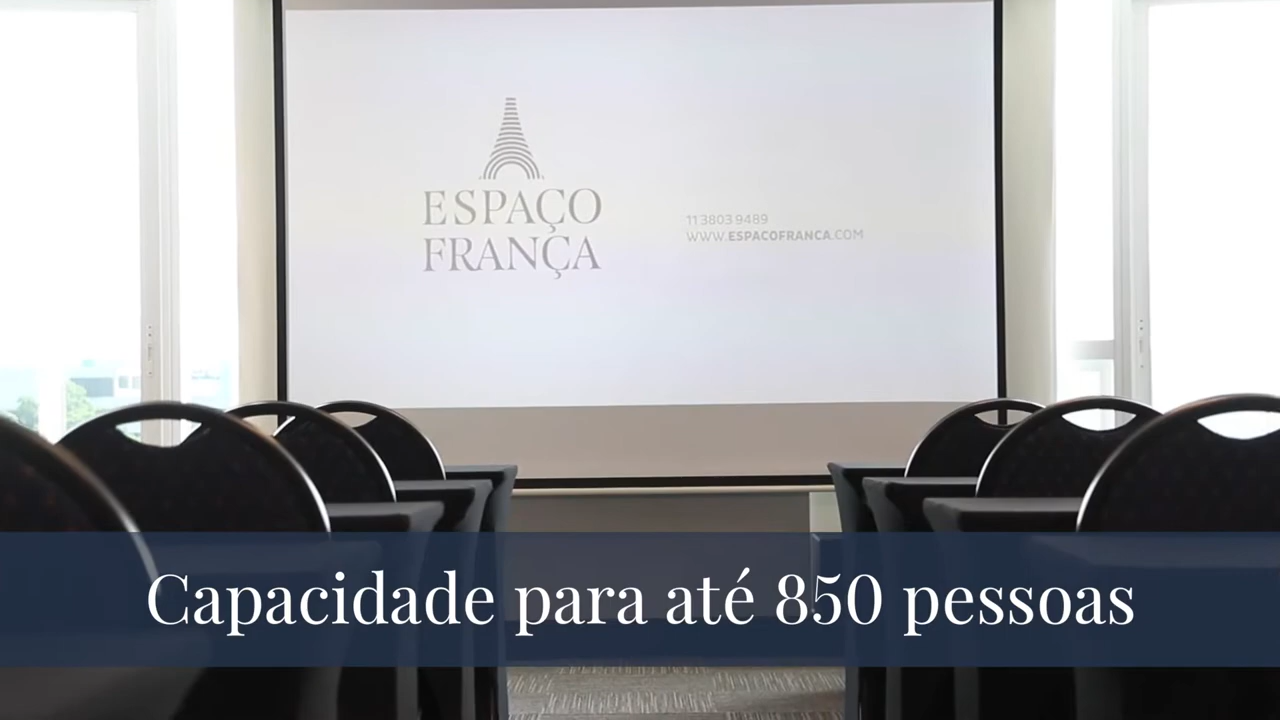 ESPAÇO
FRANÇA
11 3803 9489
WWW.ESPACOFRANCA.COM
Capacidade para até 850 pessoas